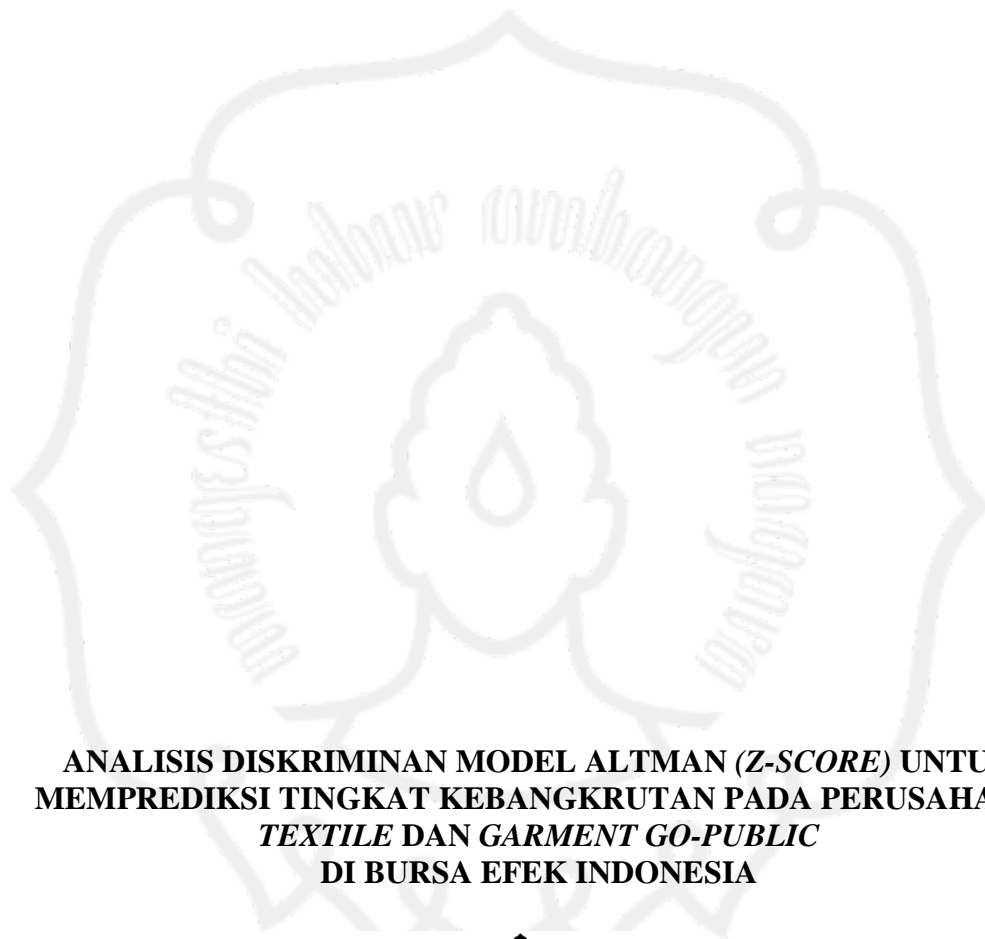 ANALISIS DISKRIMINAN MODEL ALTMAN (Z-SCORE) UNTU
MEMPREDIKSI TINGKAT KEBANGKRUTAN PADA PERUSAHA
TEXTILE DAN GARMENT GO-PUBLIC
DI BURSA EFEK INDONESIA